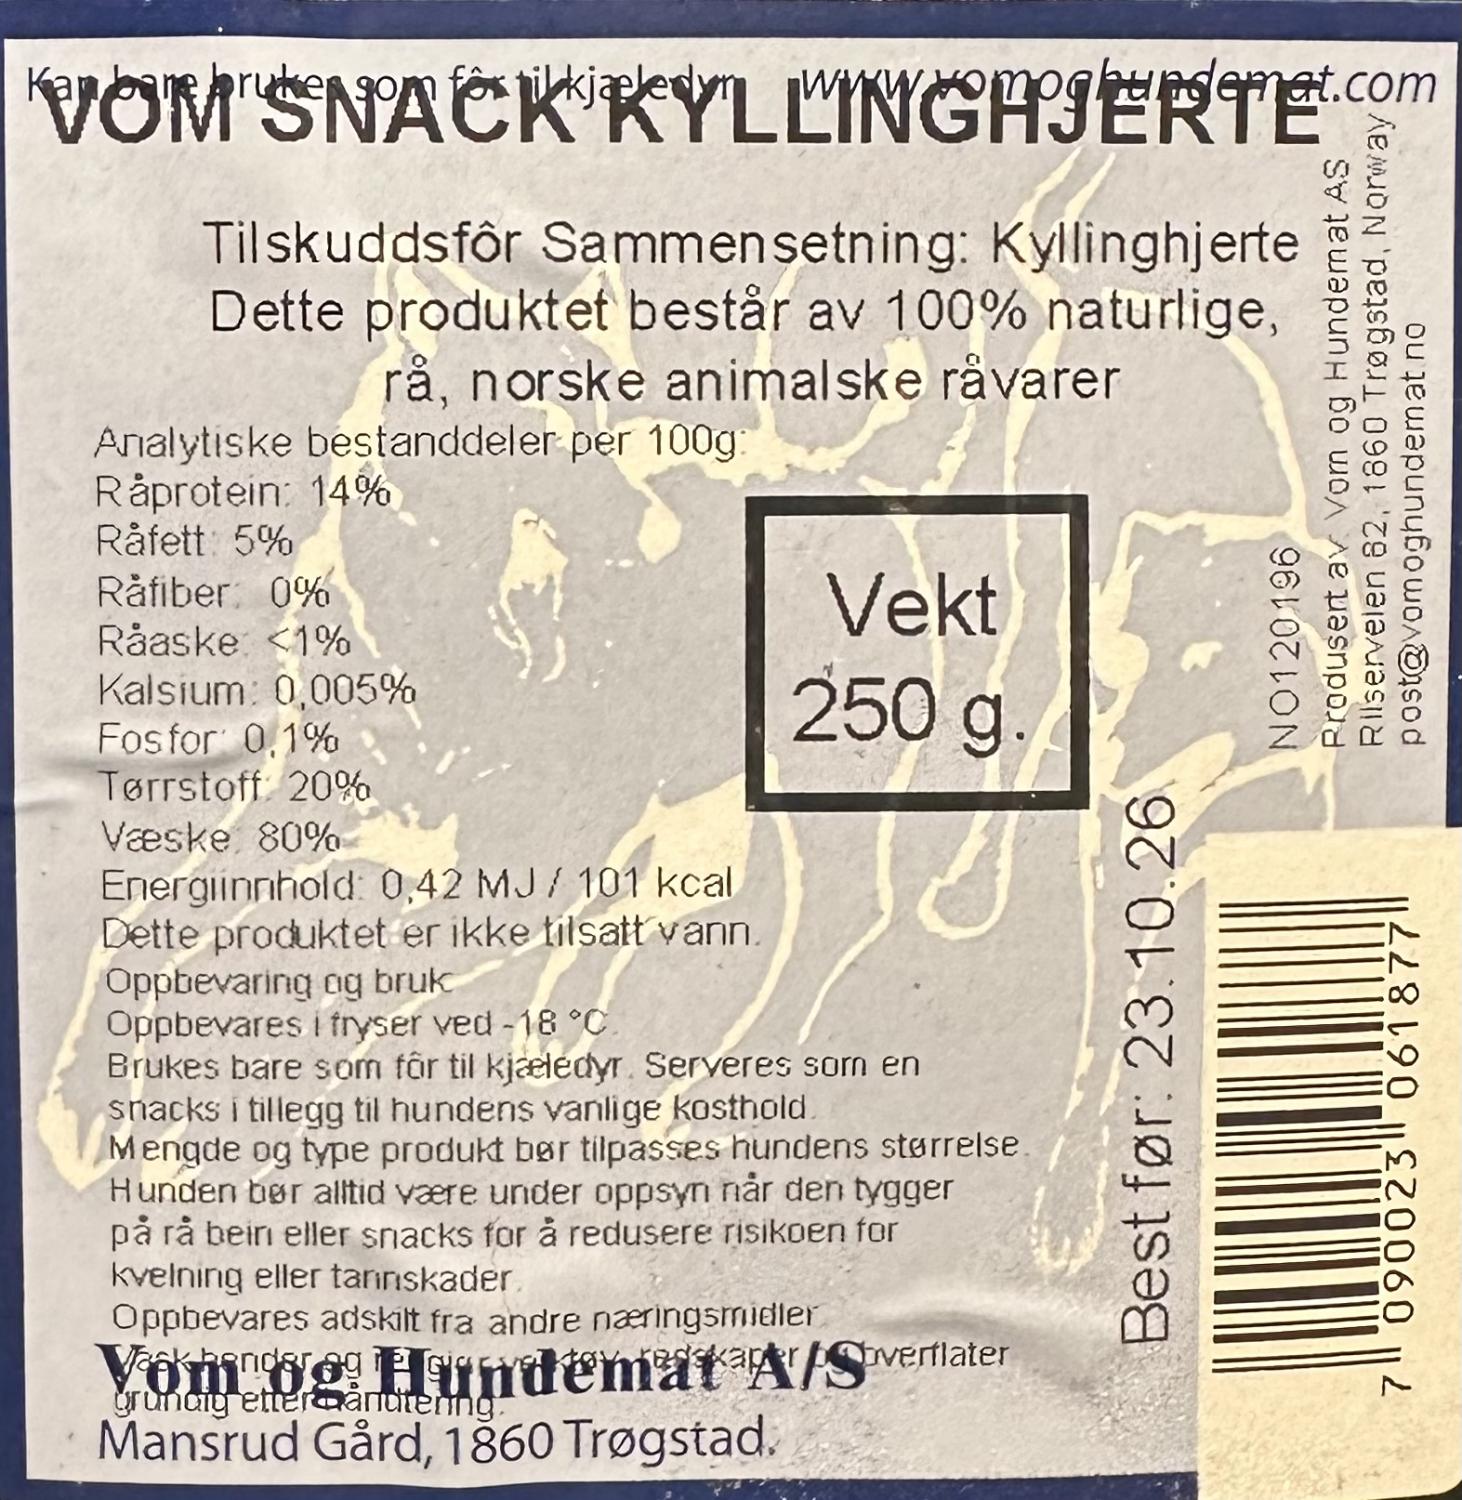 Kan bare brukes som fôr til kjæledyr www.vomoghundemat.com
VOM SNACK KYLLINGHJERTE
Tilskuddsfôr Sammensetning: Kyllinghjerte
Dette produktet består av 100% naturlige,
rå, norske animalske råvarer
Analytiske bestanddeler per 100g:
Råprotein: 14%
Råfett: 5%
Råfiber: 0%
Råaske: <1%
Kalsium: 0,005%
Fosfor: 0,1%
Tørrstoff: 20%
Væske: 80%
Energiinnhold: 0,42 MJ / 101 kcal
Dette produktet er ikke tilsatt vann.
Oppbevaring og bruk
Oppbevares i fryser ved -18 °C.
Brukes bare som fôr til kjæledyr. Serveres som en
snacks i tillegg til hundens vanlige kosthold.
Mengde og type produkt bør tilpasses hundens størrelse.
Hunden bør alltid være under oppsyn når den tygger
på rå bein eller snacks for å redusere risikoen for
kvelning eller tannskader.
Oppbevares adskilt fra andre næringsmidler.
Vask hender og rengjør verktøy, redskaper og overflater
grundig etter håndtering.
Vom og Hundemat A/S
Mansrud Gård, 1860 Trøgstad.
Vekt
250 g.
Best før: 23.10.26
NO120196
Produsert av Vom og Hundemat AS
Riiserveien 82, 1860 Trøgstad, Norway
post@vomoghundemat.no
7 090023 061877